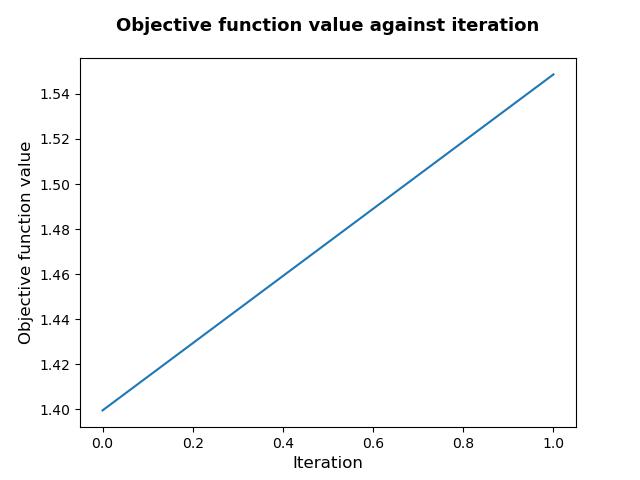 Objective function value against iteration
1.54
1.52
1.50
1.48
1.46
1.44
1.42
1.40
Objective function value
0.0 0.2 0.4 0.6 0.8 1.0
Iteration